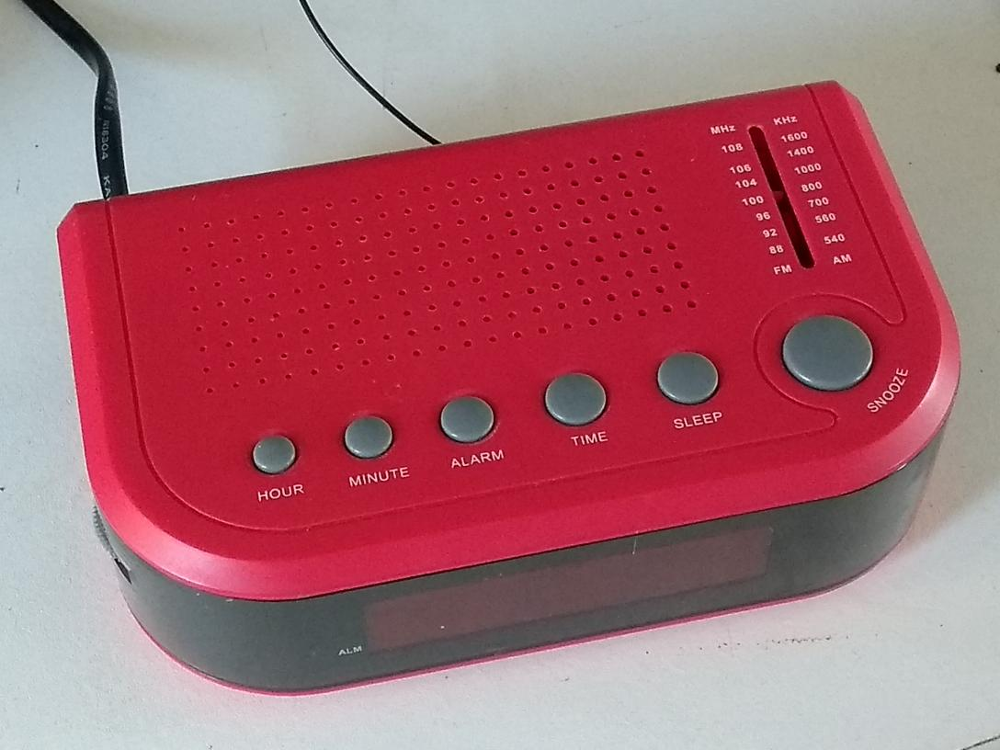 MHz KHz
108 1600
1400
106 1000
104 800
100 700
96 560
92 540
88
FM AM
SNOOZE
SLEEP
TIME
ALARM
MINUTE
HOUR
ALM